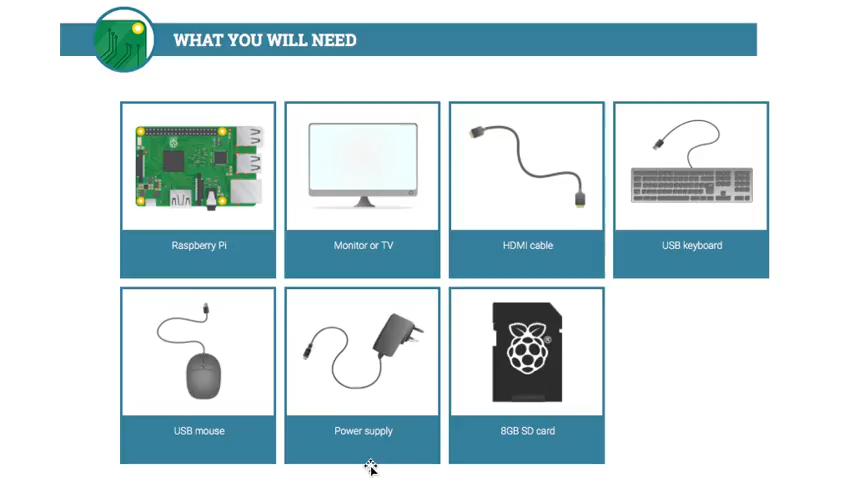 WHAT YOU WILL NEED
Raspberry Pi
Monitor or TV
HDMI cable
USB keyboard
USB mouse
Power supply
8GB SD card